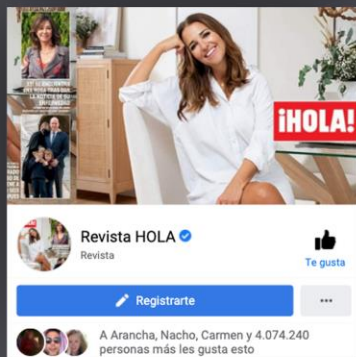 ¡HOLA!
Revista HOLA
Revista
Te gusta
Registrarte
A Arancha, Nacho, Carmen y 4.074.240
personas más les gusta esto